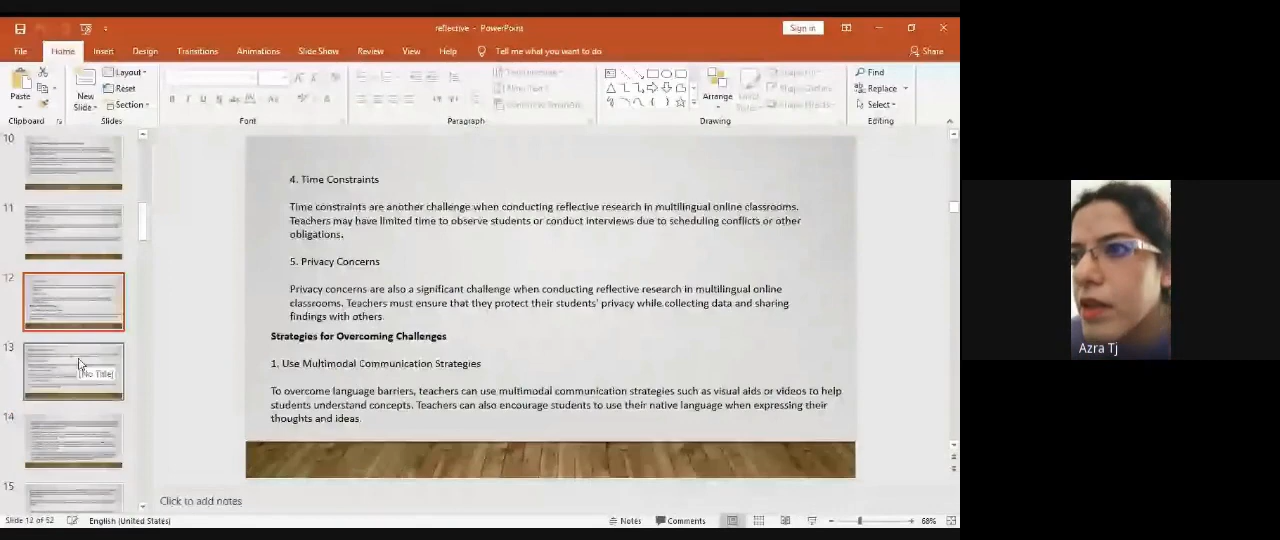 reflective - PowerPoint
Sign in
File Home Insert Design Transitions Animations Slide Show Review View Help Tell me what you want to do Share
Paste
New Slide
Layout
Reset
Section
Arrange
Find
Replace
Select
Clipboard Slides Font Paragraph Drawing Editing
10
11
12
13
[No Title]
14
15
4. Time Constraints
Time constraints are another challenge when conducting reflective research in multilingual online classrooms.
Teachers may have limited time to observe students or conduct interviews due to scheduling conflicts or other
obligations.
5. Privacy Concerns
Privacy concerns are also a significant challenge when conducting reflective research in multilingual online
classrooms. Teachers must ensure that they protect their students' privacy while collecting data and sharing
findings with others.
Strategies for Overcoming Challenges
1. Use Multimodal Communication Strategies
To overcome language barriers, teachers can use multimodal communication strategies such as visual aids or videos to help
students understand concepts. Teachers can also encourage students to use their native language when expressing their
thoughts and ideas.
Click to add notes
Slide 12 of 52 English (United States) Notes Comments 68%
Azra Tj